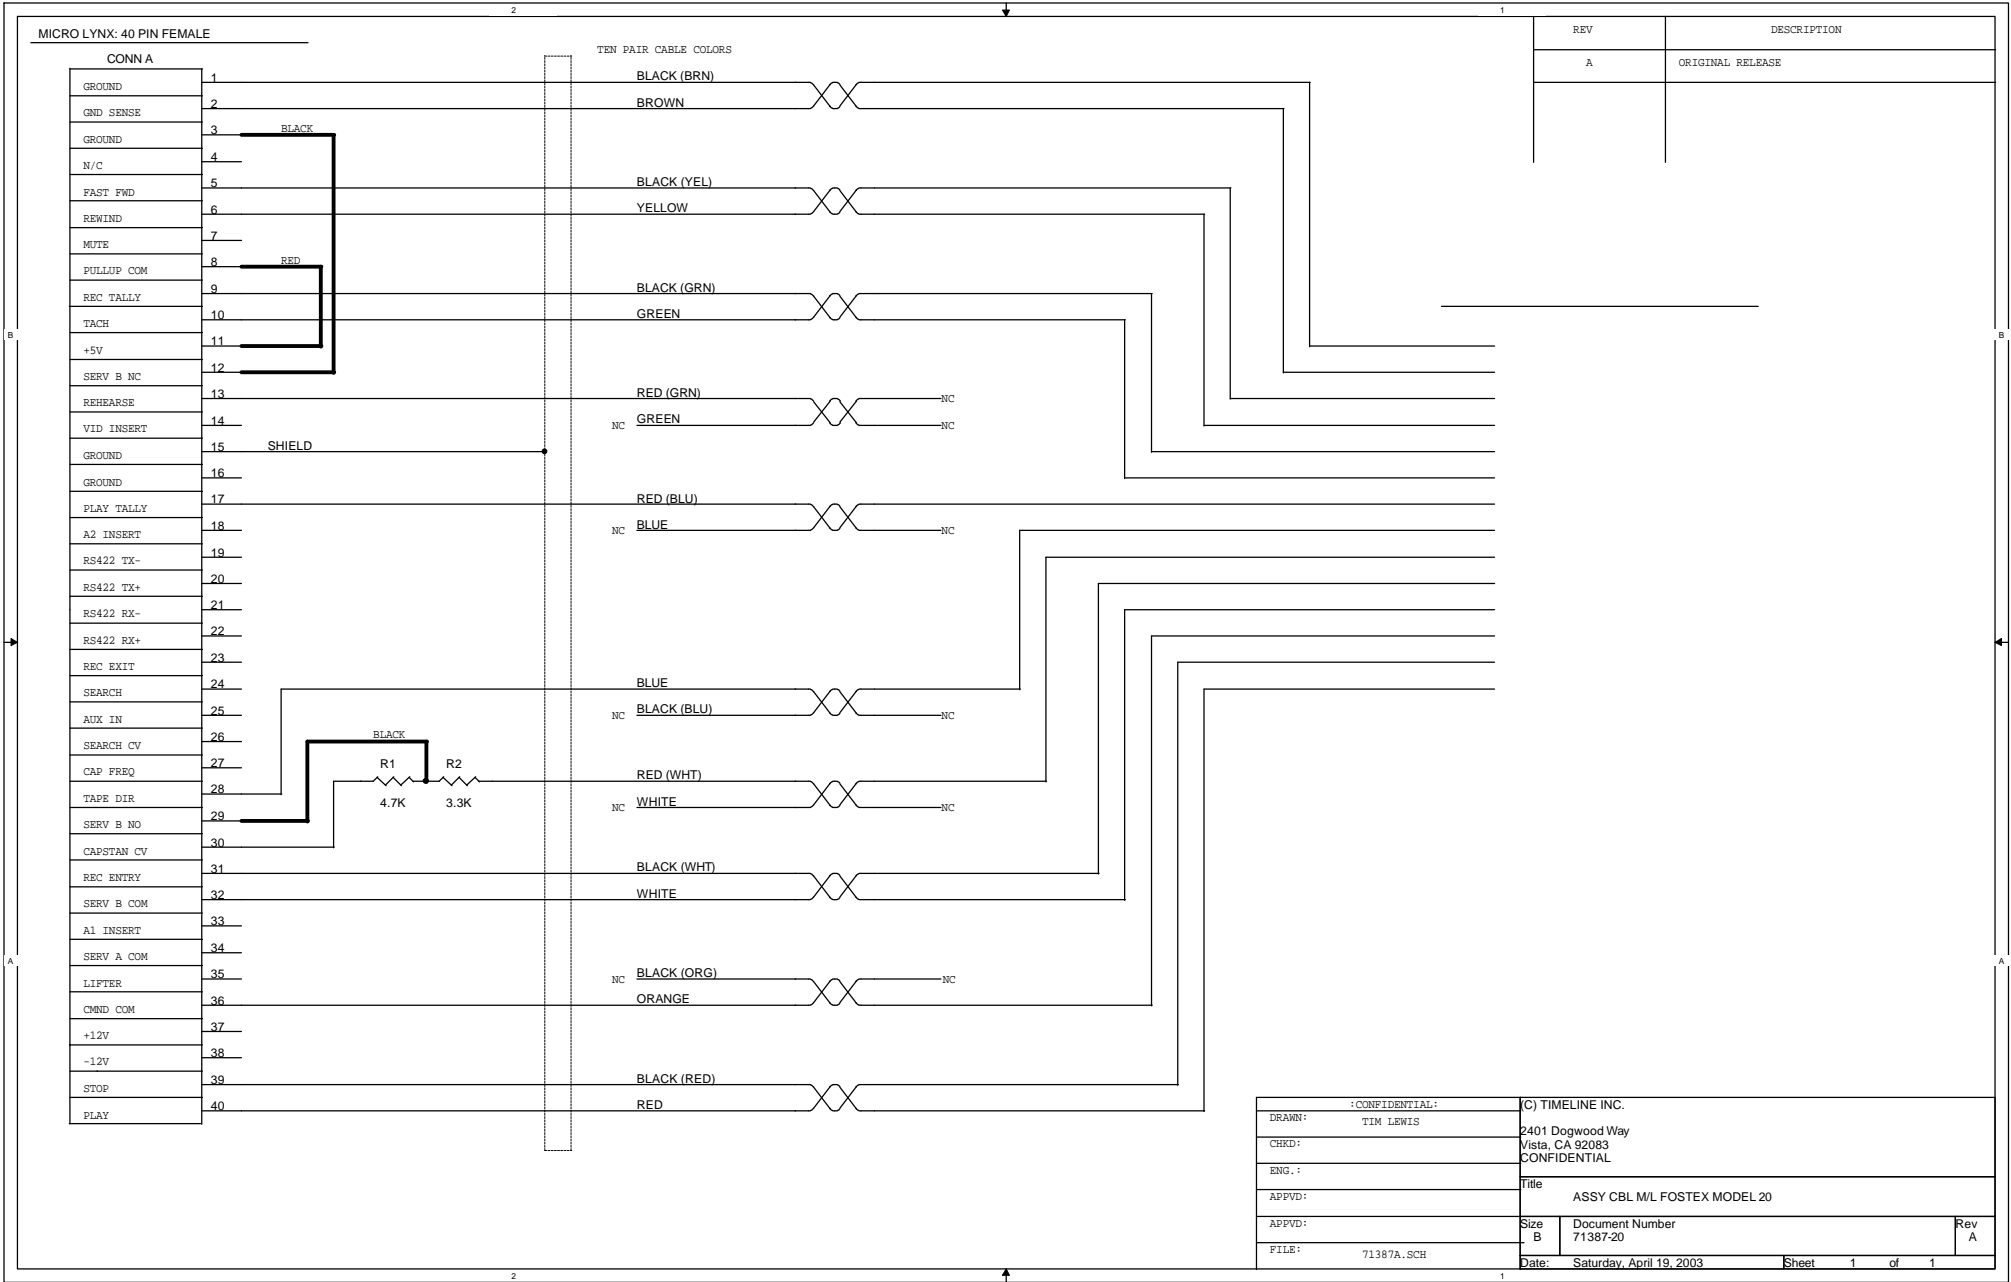 2
1
MICRO LYNX: 40 PIN FEMALE
CONN A
TEN PAIR CABLE COLORS
REV DESCRIPTION
A ORIGINAL RELEASE
GROUND 1 BLACK (BRN)
GND SENSE 2 BROWN
GROUND 3 BLACK
N/C 4
FAST FWD 5 BLACK (YEL)
REWIND 6 YELLOW
MUTE 7
PULLUP COM 8 RED
REC TALLY 9 BLACK (GRN)
TACH 10 GREEN
B
B
+5V 11
SERV B NC 12
REHEARSE 13 RED (GRN) NC
VID INSERT 14 NC GREEN NC
GROUND 15 SHIELD
GROUND 16
PLAY TALLY 17 RED (BLU)
A2 INSERT 18 NC BLUE NC
RS422 TX- 19
RS422 TX+ 20
RS422 RX- 21
RS422 RX+ 22
REC EXIT 23
SEARCH 24 BLUE
AUX IN 25 NC BLACK (BLU) NC
SEARCH CV 26 BLACK
CAP FREQ 27 R1 R2 RED (WHT)
TAPE DIR 28 4.7K 3.3K NC WHITE NC
SERV B NO 29
CAPSTAN CV 30
REC ENTRY 31 BLACK (WHT)
SERV B COM 32 WHITE
A1 INSERT 33
SERV A COM 34
A
A
LIFTER 35 NC BLACK (ORG) NC
CMND COM 36 ORANGE
+12V 37
-12V 38
STOP 39 BLACK (RED)
PLAY 40 RED
:CONFIDENTIAL:
DRAWN: TIM LEWIS
CHKD:
ENG.:
APPVD:
APPVD:
FILE: 71387A.SCH
(C) TIMELINE INC.
2401 Dogwood Way
Vista, CA 92083
CONFIDENTIAL
Title
ASSY CBL M/L FOSTEX MODEL 20
Size Document Number Rev
B 71387-20 A
Date: Saturday, April 19, 2003 Sheet 1 of 1
2
1